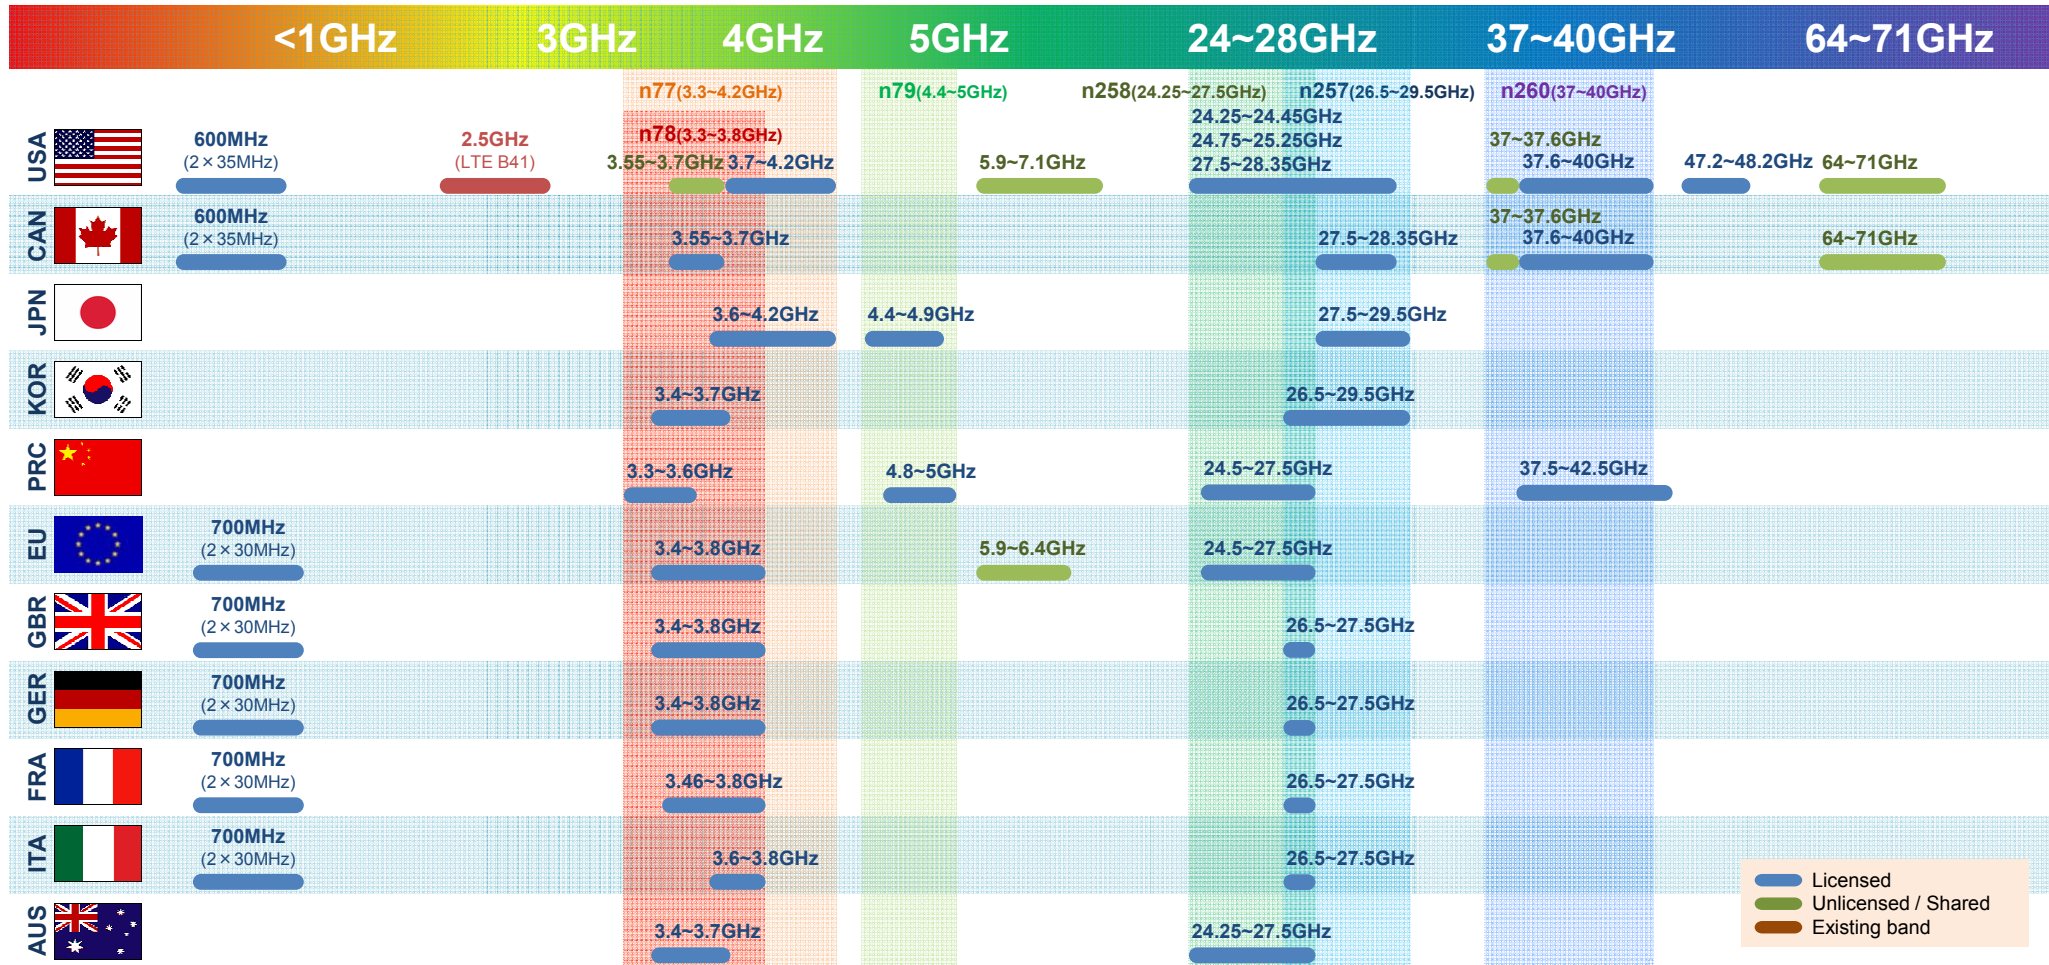 <1GHz 3GHz 4GHz 5GHz 24~28GHz 37~40GHz 64~71GHz
n77(3.3~4.2GHz) n79(4.4~5GHz) n258(24.25~27.5GHz) n257(26.5~29.5GHz) n260(37~40GHz)
n78(3.3~3.8GHz)
USA
600MHz
(2×35MHz)
2.5GHz
(LTE B41)
3.55~3.7GHz 3.7~4.2GHz
5.9~7.1GHz
24.25~24.45GHz
24.75~25.25GHz
27.5~28.35GHz
37~37.6GHz
37.6~40GHz
47.2~48.2GHz
64~71GHz
CAN
600MHz
(2×35MHz)
3.55~3.7GHz
27.5~28.35GHz
37~37.6GHz
37.6~40GHz
64~71GHz
JPN
3.6~4.2GHz
4.4~4.9GHz
27.5~29.5GHz
KOR
3.4~3.7GHz
26.5~29.5GHz
PRC
3.3~3.6GHz
4.8~5GHz
24.5~27.5GHz
37.5~42.5GHz
EU
700MHz
(2×30MHz)
3.4~3.8GHz
5.9~6.4GHz
24.5~27.5GHz
GBR
700MHz
(2×30MHz)
3.4~3.8GHz
26.5~27.5GHz
GER
700MHz
(2×30MHz)
3.4~3.8GHz
26.5~27.5GHz
FRA
700MHz
(2×30MHz)
3.46~3.8GHz
26.5~27.5GHz
ITA
700MHz
(2×30MHz)
3.6~3.8GHz
26.5~27.5GHz
AUS
3.4~3.7GHz
24.25~27.5GHz
Licensed
Unlicensed / Shared
Existing band